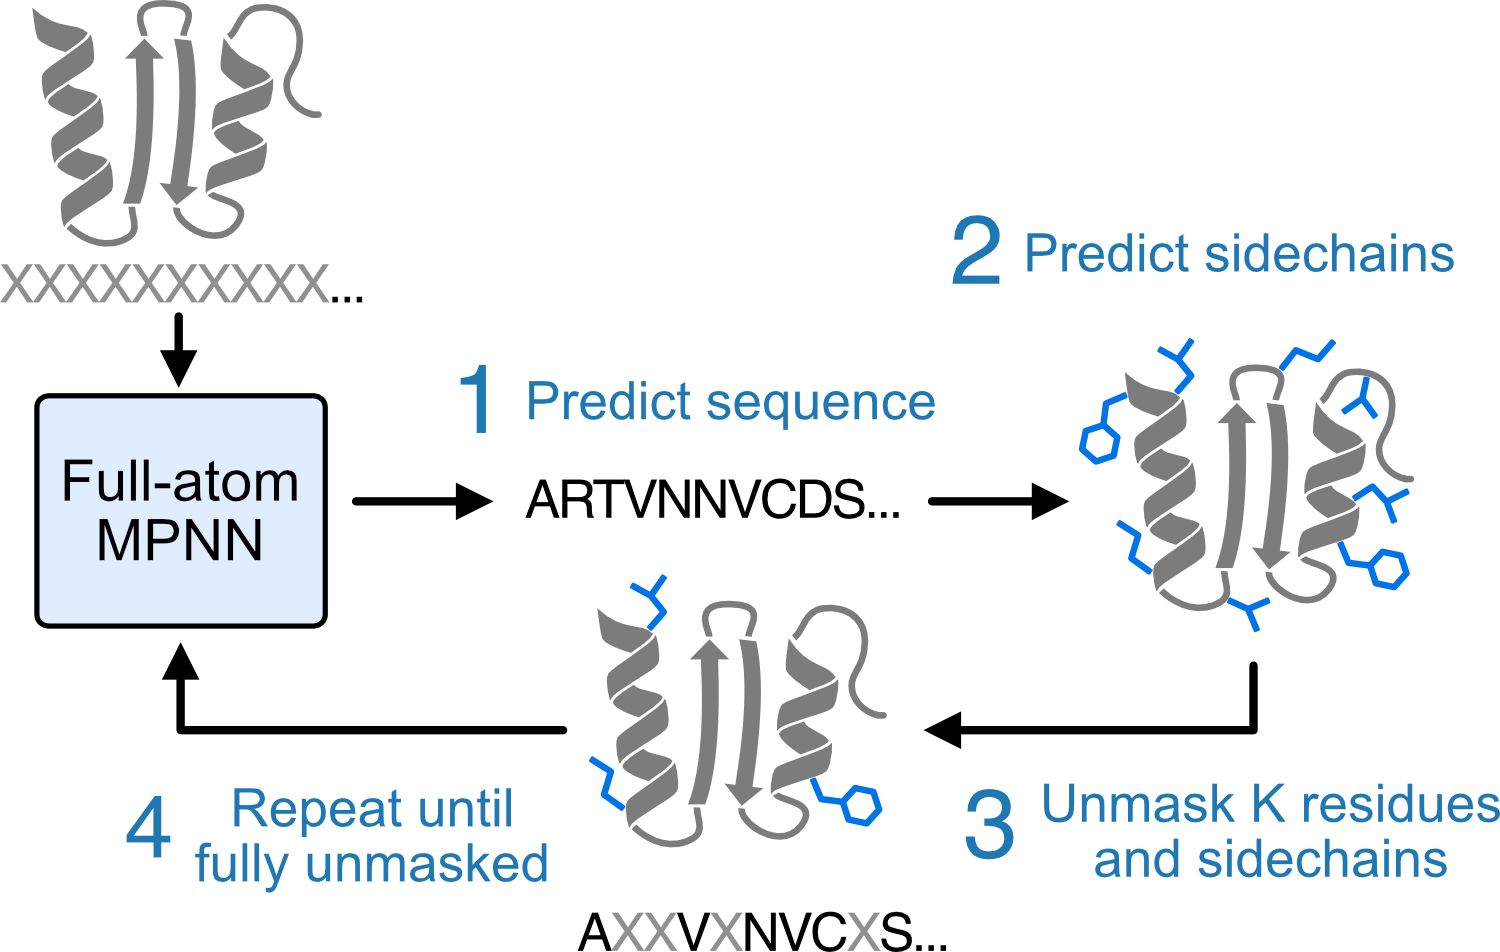 XXXXXXXXXX...
Full-atom
MPNN
1 Predict sequence
ARTVNNVCDS...
2 Predict sidechains
3 Unmask K residues
and sidechains
AXXVXNVCXS...
4 Repeat until
fully unmasked